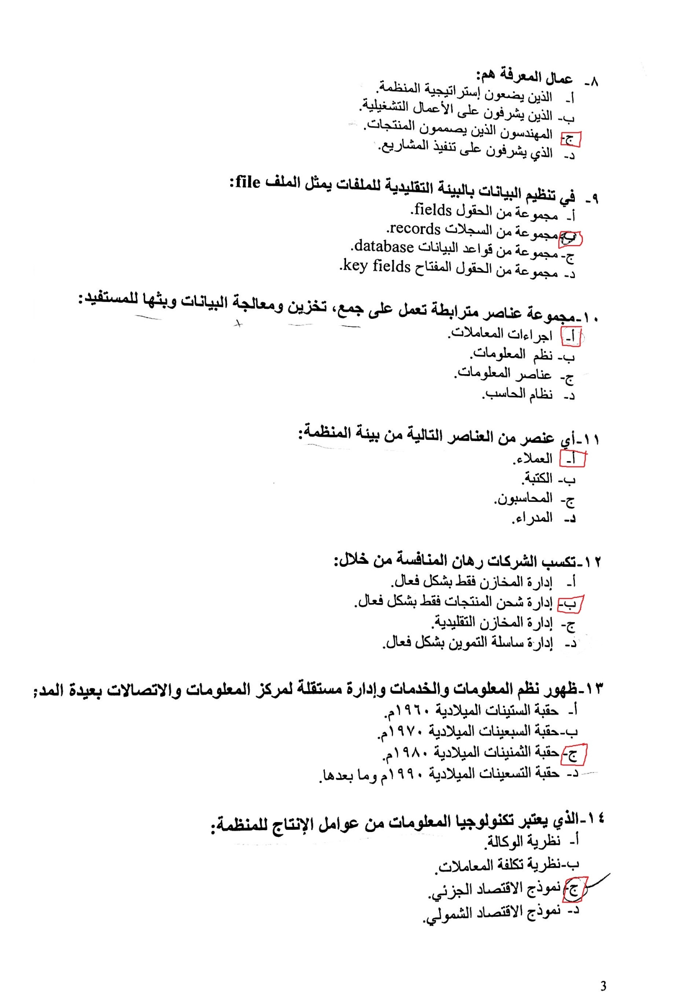 ٨- عمال المعرفة هم:
أ- الذين يضعون إستراتيجية المنظمة.
ب- الذين يشرفون على الأعمال التشغيلية.
ج- المهندسون الذين يصممون المنتجات.
د- الذي يشرفون على تنفيذ المشاريع.
٩- في تنظيم البيانات بالبيئة التقليدية للملفات يمثل الملف file:
أ- مجموعة من الحقول fields.
ب- مجموعة من السجلات records.
ج- مجموعة من قواعد البيانات database.
د- مجموعة من الحقول المفتاح key fields.
١٠- مجموعة عناصر مترابطة تعمل على جمع، تخزين ومعالجة البيانات وبثها للمستفيد:
أ- اجراءات المعاملات.
ب- نظم المعلومات.
ج- عناصر المعلومات.
د- نظام الحاسب.
١١- أي عنصر من العناصر التالية من بيئة المنظمة:
أ- العملاء.
ب- الكتبة.
ج- المحاسبون.
د- المدراء.
١٢- تكسب الشركات رهان المنافسة من خلال:
أ- إدارة المخازن فقط بشكل فعال.
ب- إدارة شحن المنتجات فقط بشكل فعال.
ج- إدارة المخازن التقليدية.
د- إدارة ساسلة التموين بشكل فعال.
١٣- ظهور نظم المعلومات والخدمات وإدارة مستقلة لمركز المعلومات والاتصالات بعيدة المد:
أ- حقبة الستينات الميلادية ١٩٦٠م.
ب- حقبة السبعينات الميلادية ١٩٧٠م.
ج- حقبة الثمنينات الميلادية ١٩٨٠م.
د- حقبة التسعينات الميلادية ١٩٩٠م وما بعدها.
١٤- الذي يعتبر تكنولوجيا المعلومات من عوامل الإنتاج للمنظمة:
أ- نظرية الوكالة.
ب- نظرية تكلفة المعاملات.
ج- نموذج الاقتصاد الجزئي.
د- نموذج الاقتصاد الشمولي.
3